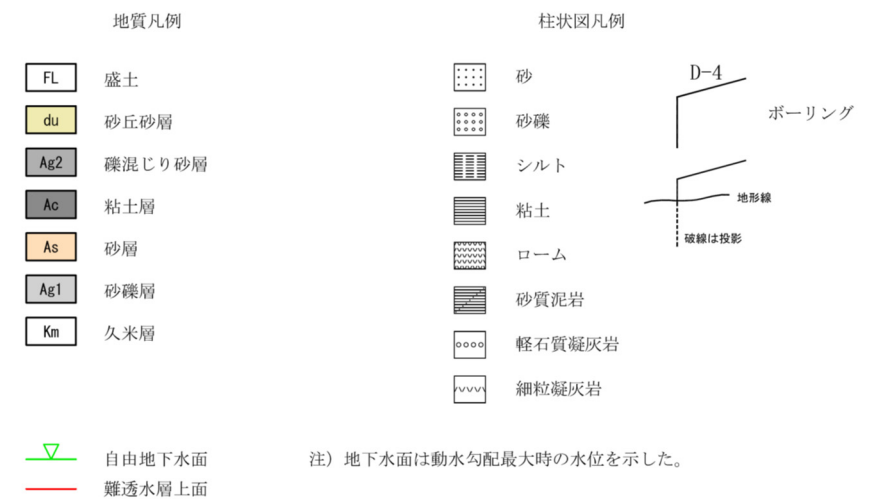 地質凡例
FL 盛土
du 砂丘砂層
Ag2 礫混じり砂層
Ac 粘土層
As 砂層
Ag1 砂礫層
Km 久米層
自由地下水面
難透水層上面
柱状図凡例
砂
砂礫
シルト
粘土
ローム
砂質泥岩
軽石質凝灰岩
細粒凝灰岩
D-4
ボーリング
地形線
破線は投影
注）地下水面は動水勾配最大時の水位を示した。